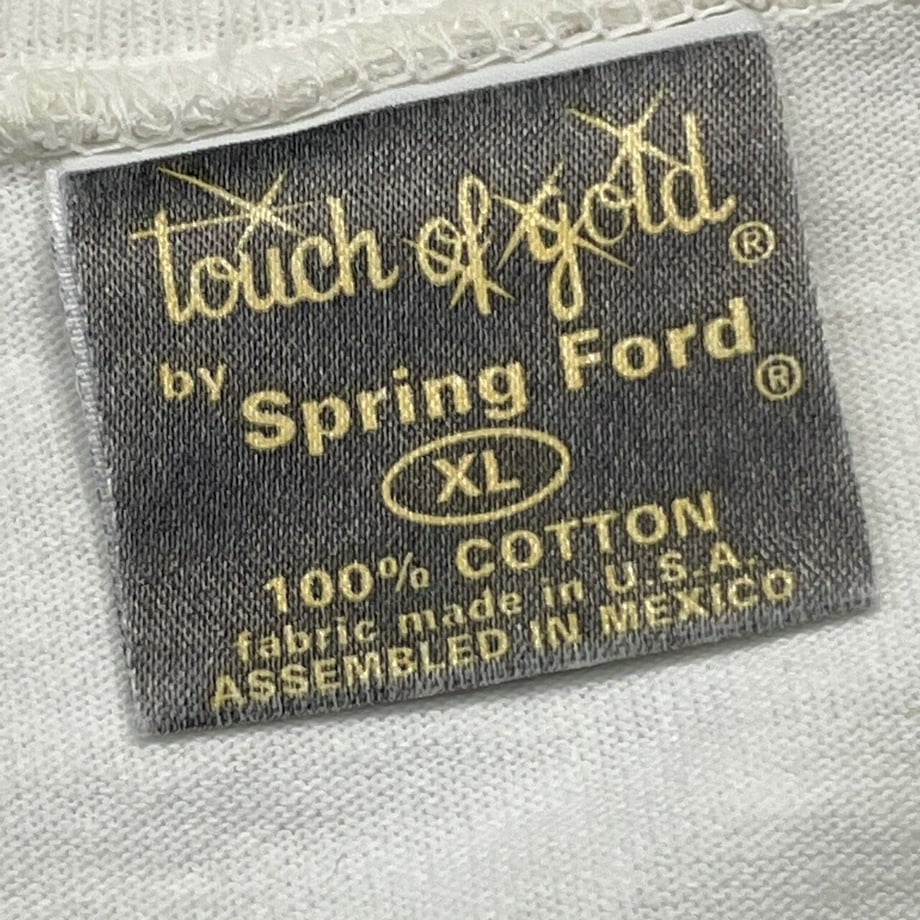 touch of gold®
by Spring Ford®
XL
100% COTTON
fabric made in U.S.A.
ASSEMBLED IN MEXICO